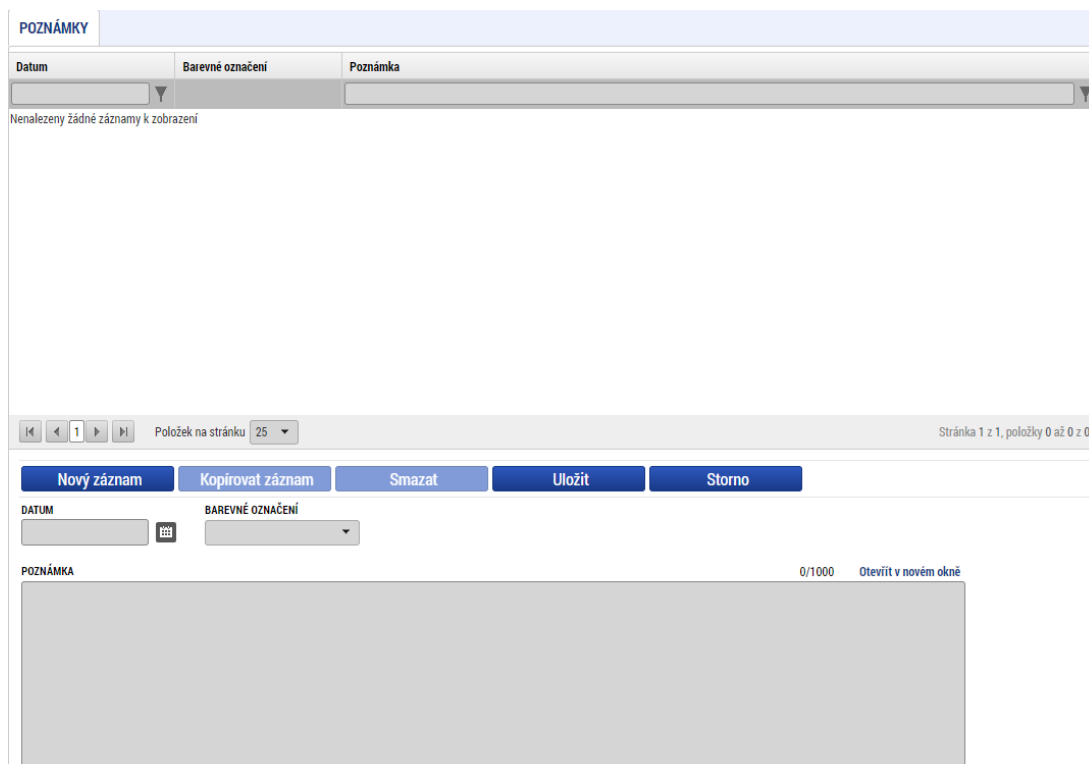 POZNÁMKY
Datum Barevné označení Poznámka
Nenalezeny žádné záznamy k zobrazení
1 Položek na stránku 25 Stránka 1 z 1, položky 0 až 0 z 0
Nový záznam Kopírovat záznam Smazat Uložit Storno
DATUM BAREVNÉ OZNAČENÍ
POZNÁMKA 0/1000 Otevřít v novém okně